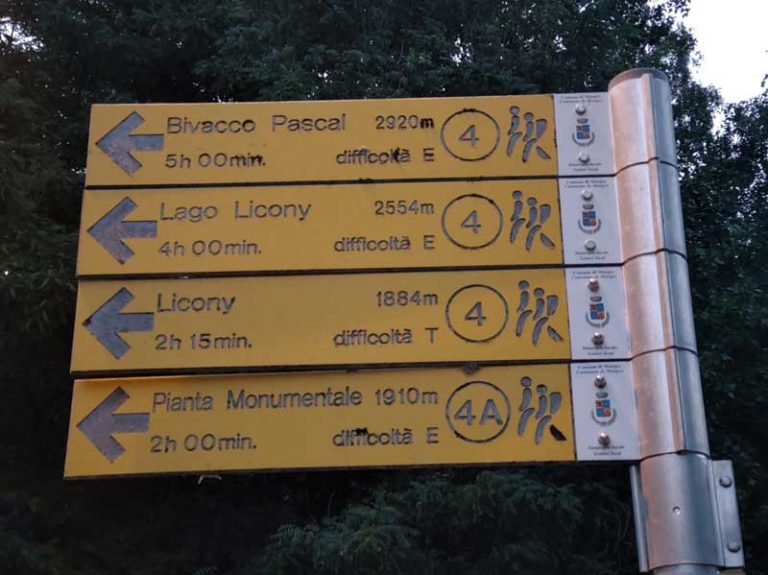 Bivacco Pascal 2920m 4
5h 00min. difficoltà E
Lago Licony 2554m 4
4h 00min. difficoltà E
Licony 1884m 4
2h 15min. difficoltà T
Pianta Monumentale 1910m 4A
2h 00min. difficoltà E